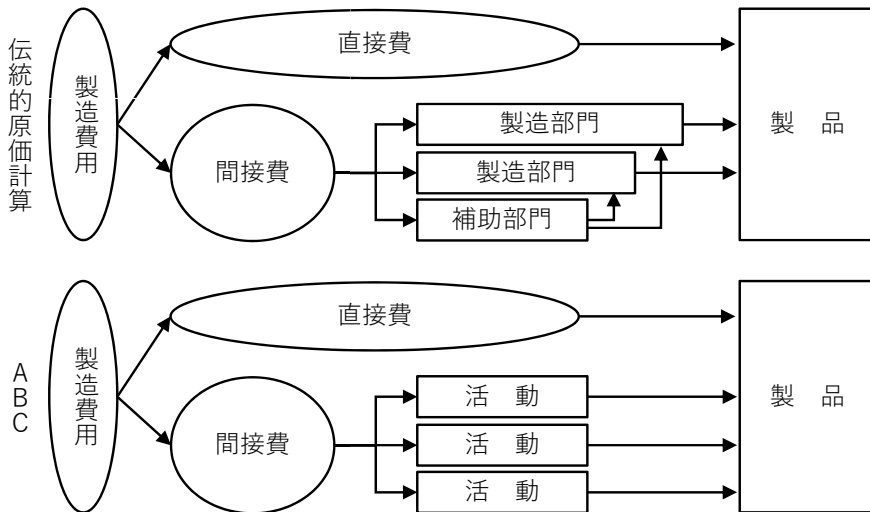 伝統的原価計算
製造費用
直接費
間接費
製造部門
製造部門
補助部門
製　品
ABC
製造費用
直接費
間接費
活　動
活　動
活　動
製　品